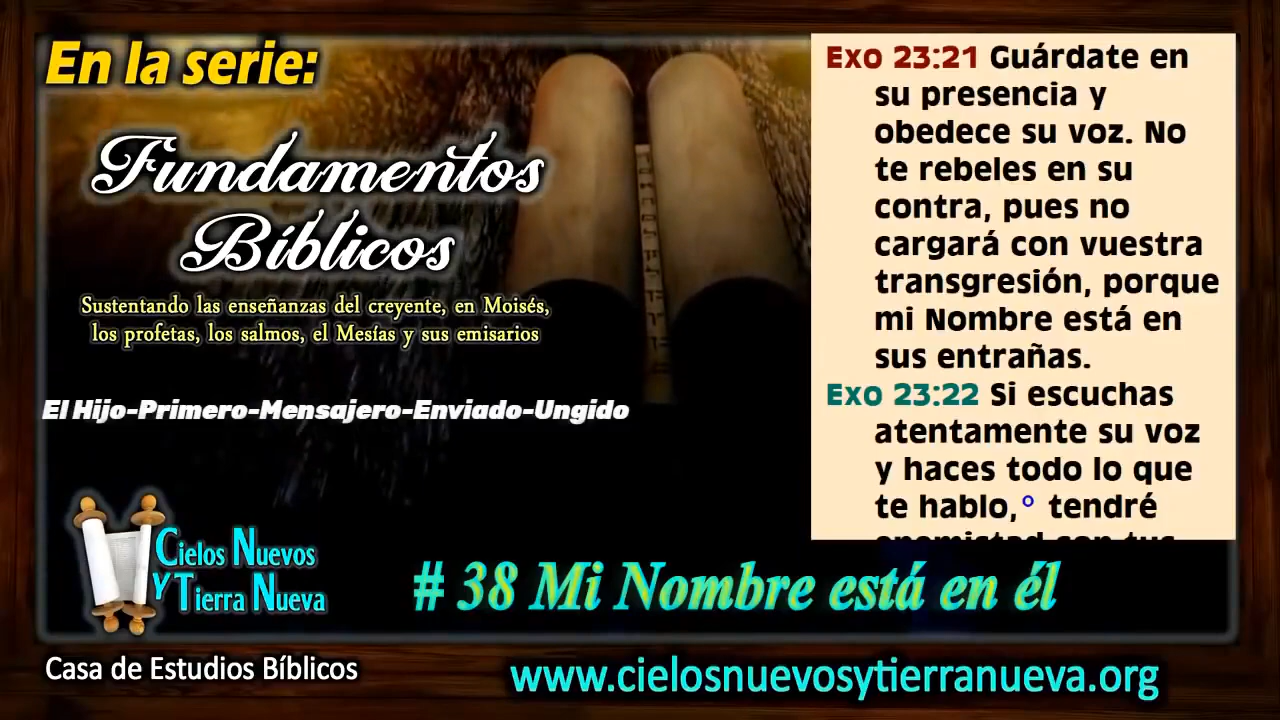 En la serie:
Fundamentos
Bíblicos
Sustentando las enseñanzas del creyente, en Moisés,
los profetas, los salmos, el Mesías y sus emisarios
El Hijo-Primero-Mensajero-Enviado-Ungido
Exo 23:21 Guárdate en
su presencia y
obedece su voz. No
te rebeles en su
contra, pues no
cargará con vuestra
transgresión, porque
mi Nombre está en
sus entrañas.
Exo 23:22 Si escuchas
atentamente su voz
y haces todo lo que
te hablo,° tendré
Cielos Nuevos
Y Tierra Nueva
# 38 Mi Nombre está en él
Casa de Estudios Bíblicos
www.cielosnuevosytierranueva.org